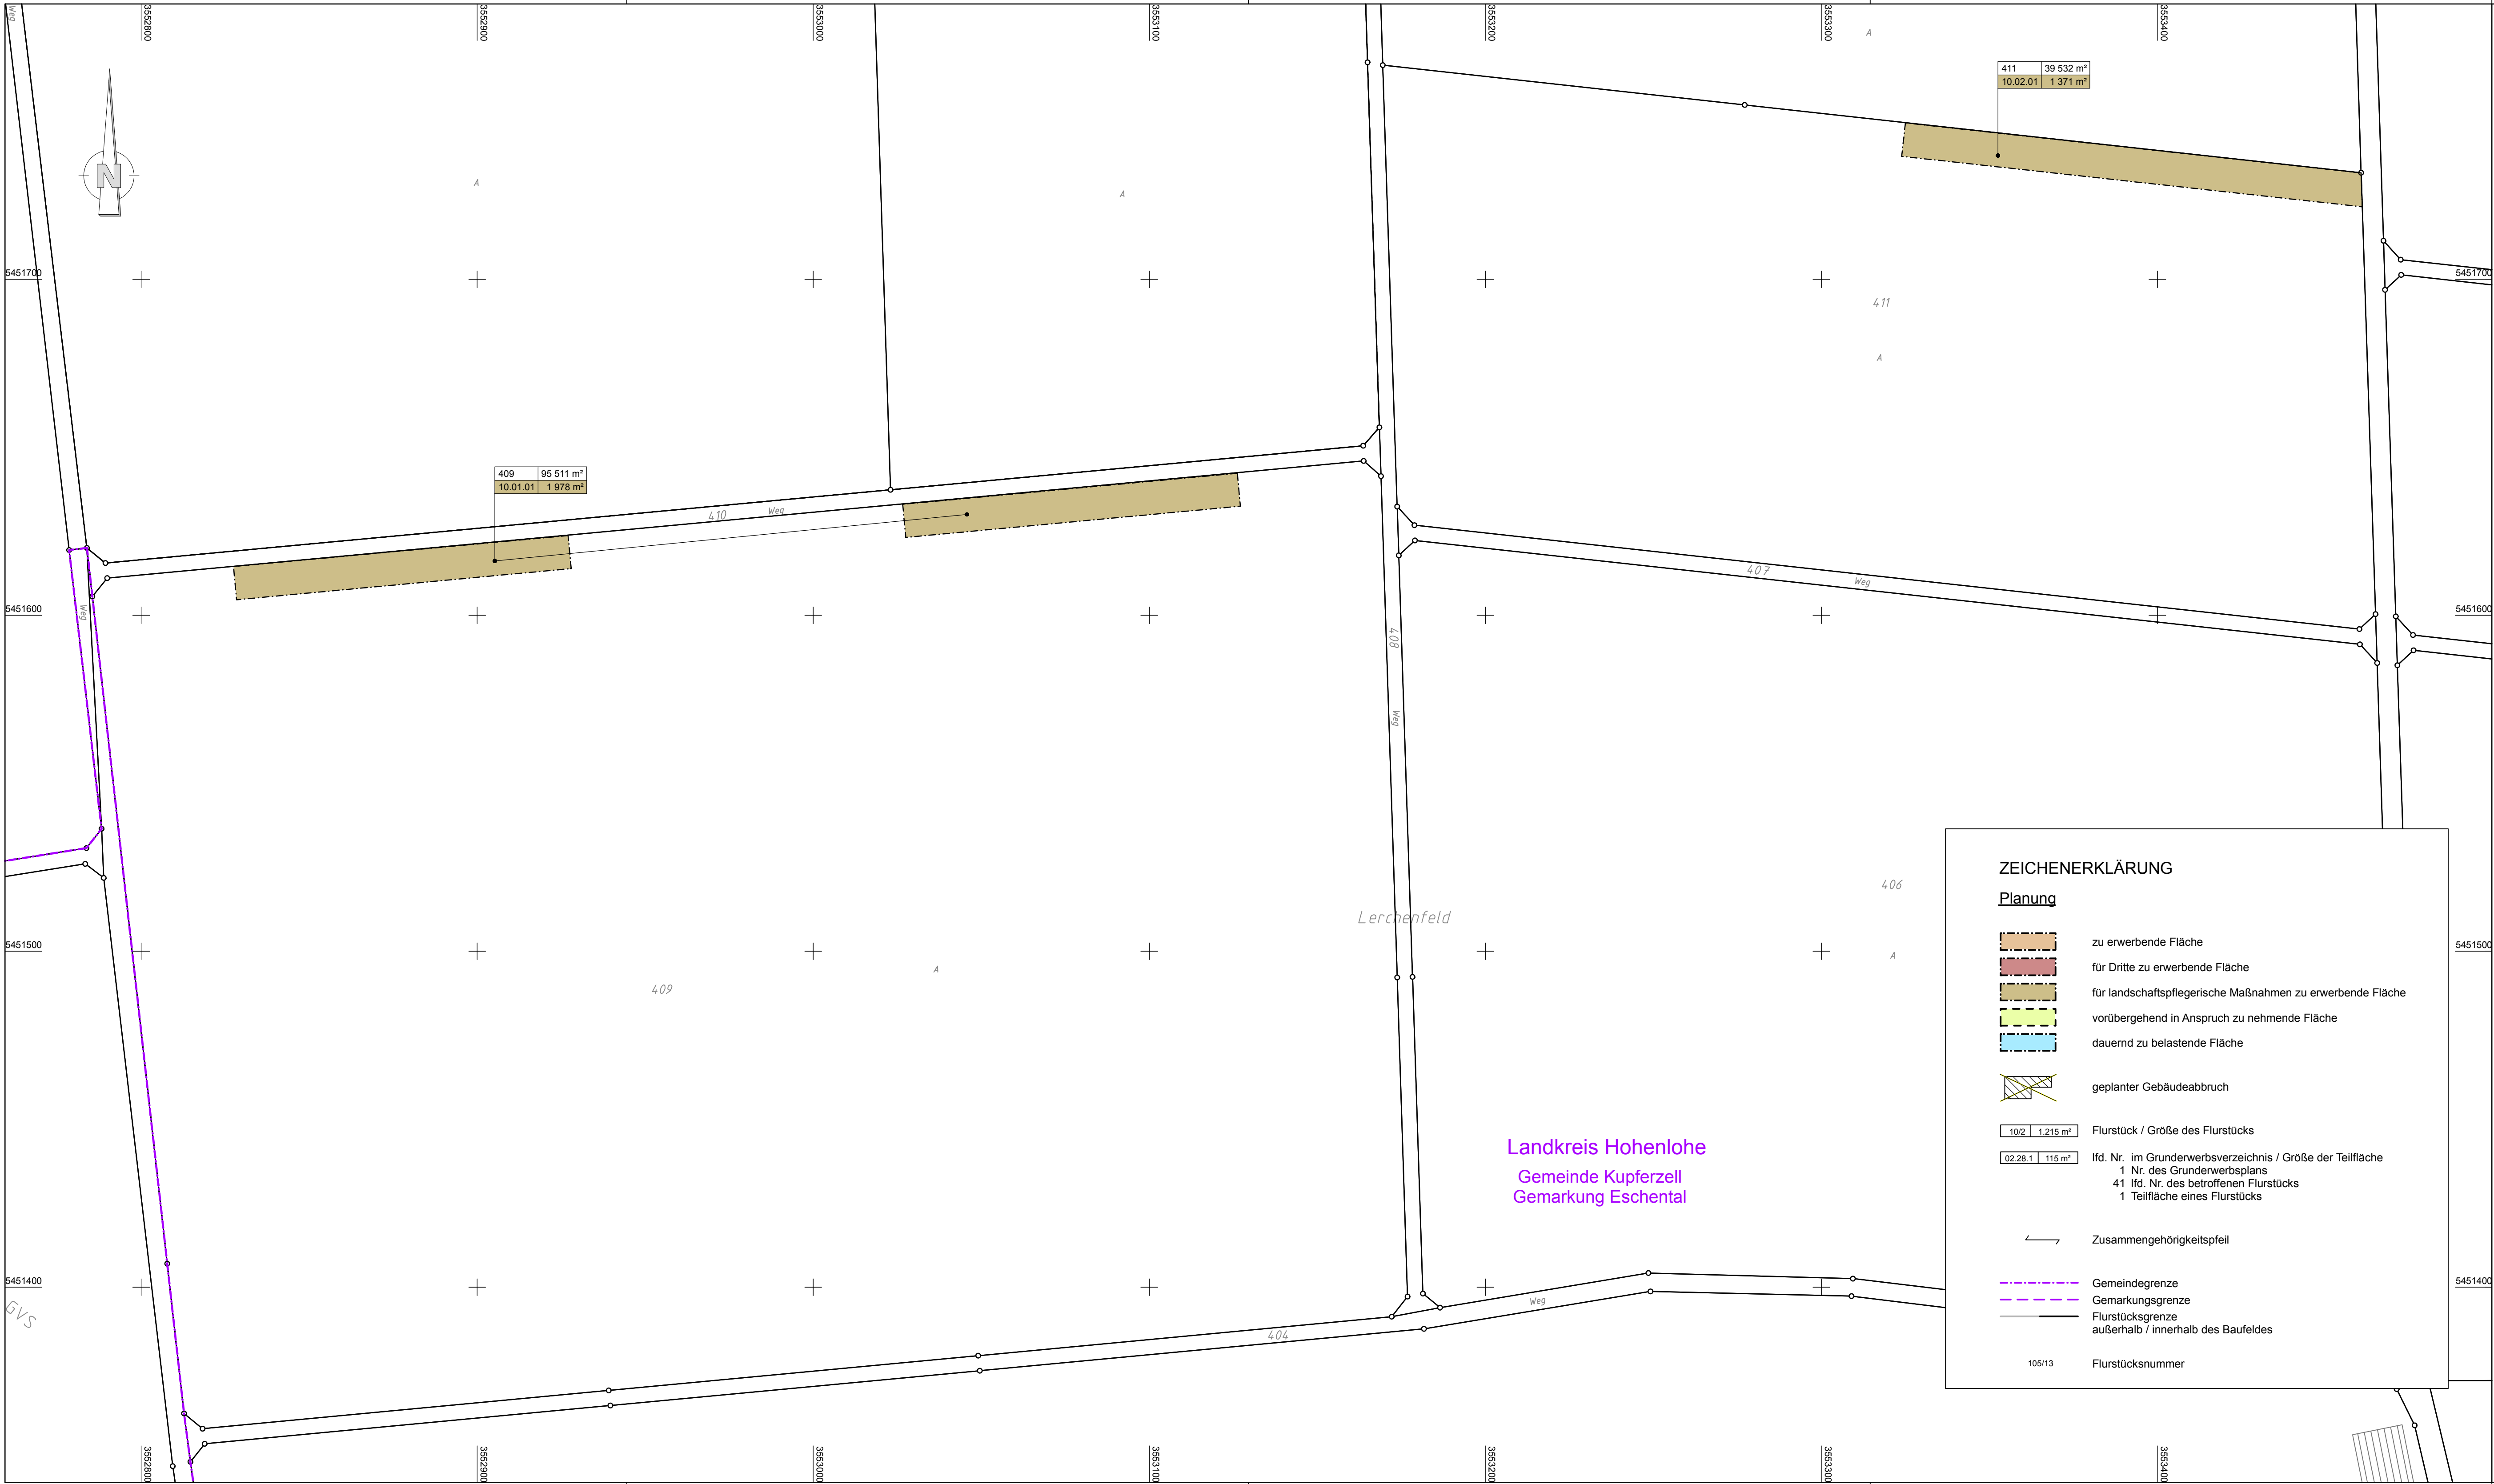 Weg
3552800
3552900
3553000
3553100
3553200
3553300
3553400
A
411 39 532 m²
10.02.01 1 371 m²
N
A
A
5451700
5451700
411
A
409 95 511 m²
10.01.01 1 978 m²
410 Weg
407 Weg
Weg
5451600
5451600
408
Weg
ZEICHENERKLÄRUNG
Planung
zu erwerbende Fläche
für Dritte zu erwerbende Fläche
für landschaftspflegerische Maßnahmen zu erwerbende Fläche
vorübergehend in Anspruch zu nehmende Fläche
dauernd zu belastende Fläche
geplanter Gebäudeabbruch
10/2 1.215 m² Flurstück / Größe des Flurstücks
02.28.1 115 m² lfd. Nr. im Grunderwerbsverzeichnis / Größe der Teilfläche
1 Nr. des Grunderwerbsplans
41 lfd. Nr. des betroffenen Flurstücks
1 Teilfläche eines Flurstücks
Zusammengehörigkeitspfeil
Gemeindegrenze
Gemarkungsgrenze
Flurstücksgrenze
außerhalb / innerhalb des Baufeldes
105/13 Flurstücksnummer
406
Lerchenfeld
5451500
5451500
A
A
409
Landkreis Hohenlohe
Gemeinde Kupferzell
Gemarkung Eschental
5451400
5451400
GVS
Weg
404
3552800
3552900
3553000
3553100
3553200
3553300
3553400